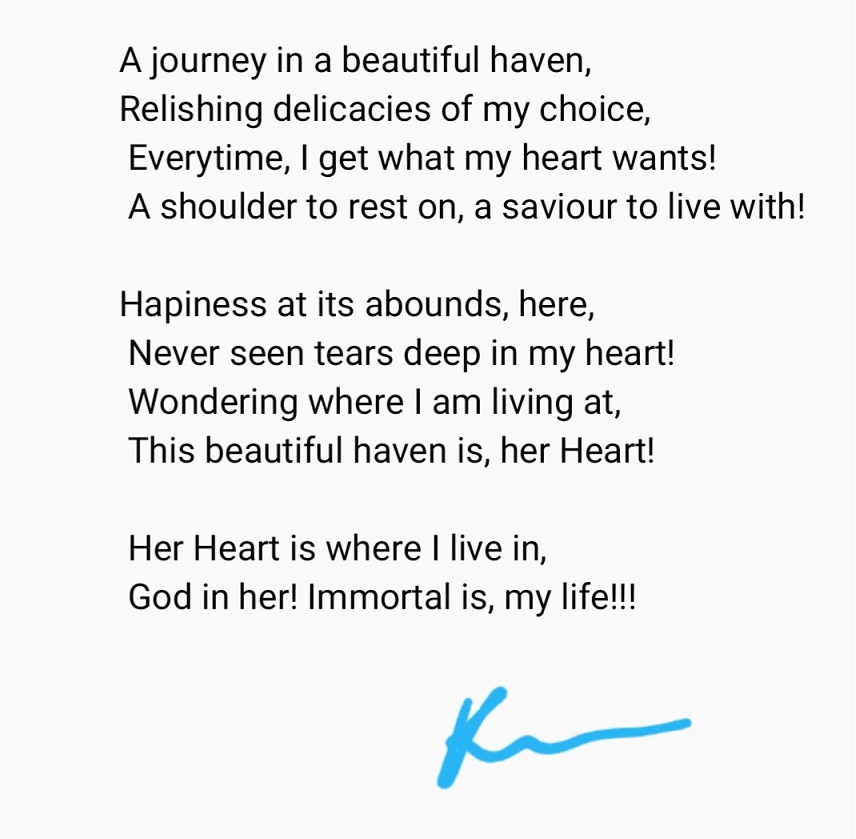 A journey in a beautiful haven,
Relishing delicacies of my choice,
Everytime, I get what my heart wants!
A shoulder to rest on, a saviour to live with!

Hapiness at its abounds, here,
Never seen tears deep in my heart!
Wondering where I am living at,
This beautiful haven is, her Heart!

Her Heart is where I live in,
God in her! Immortal is, my life!!!